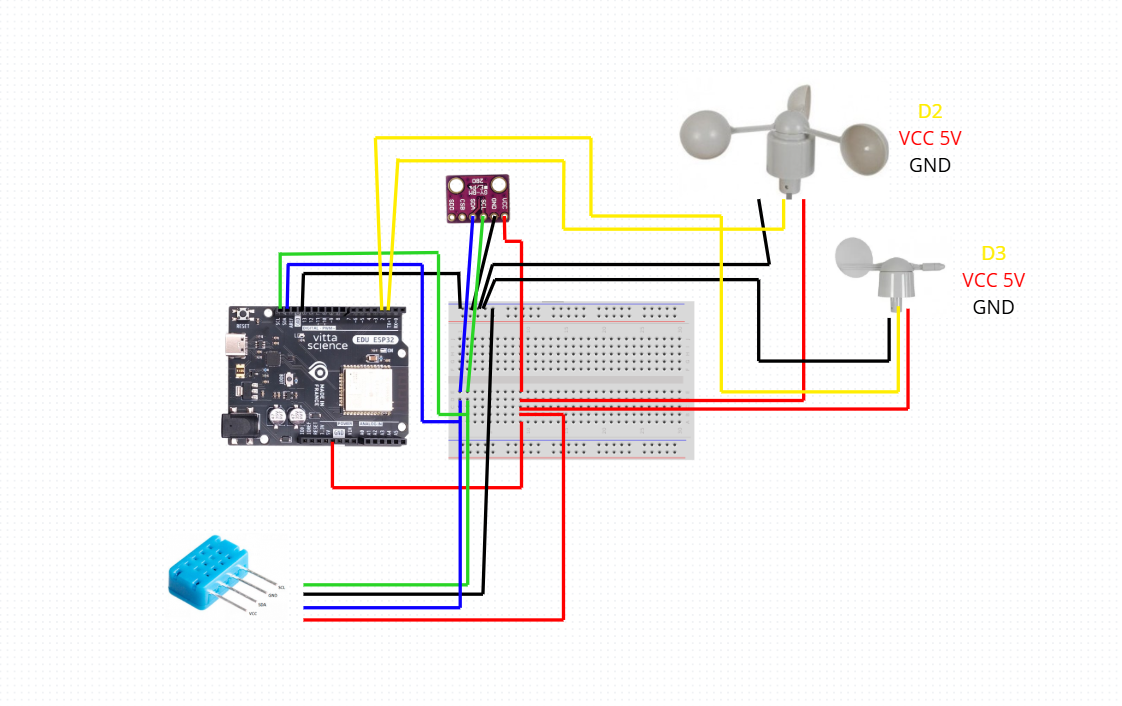 D2
VCC 5V
GND
280
SDO
CSB
SDA
SCL
GND
VCC
D3
VCC 5V
GND
RESET
vitta
science
EDU ESP32
MADE IN
FRANCE
POWER
SCL
GND
SDA
VCC